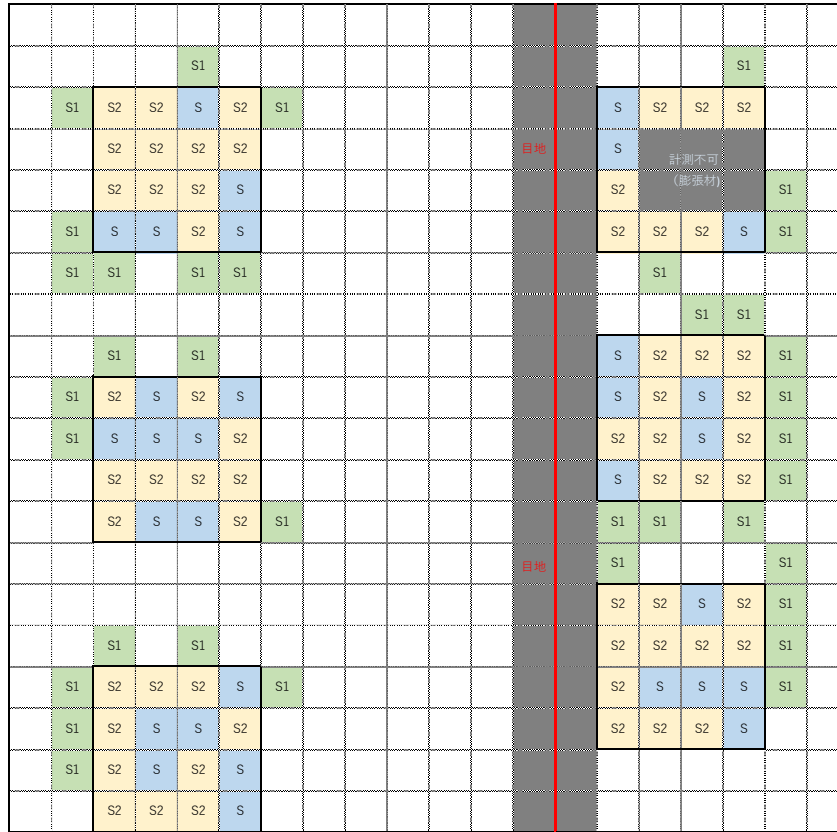 S1 S1
S1 S2 S2 S S2 S1 S S2 S2 S2
S2 S2 S2 S2 目地 S 計測不可
(膨張材)
S2 S2 S2 S S2 S1
S1 S S S2 S S2 S2 S2 S S1
S1 S1 S1 S1 S1
S1 S1
S1 S1 S S2 S2 S2 S1
S1 S2 S S2 S S S2 S S2 S1
S1 S S S S2 S2 S2 S S2 S1
S2 S2 S2 S2 S S2 S2 S2 S1
S2 S S S2 S1 S1 S1 S1
目地 S1 S1
S2 S2 S S2 S1
S1 S1 S2 S2 S2 S2 S1
S1 S2 S2 S2 S S1 S2 S S S S1
S1 S2 S S S2 S2 S2 S2 S
S1 S2 S S2 S
S2 S2 S2 S